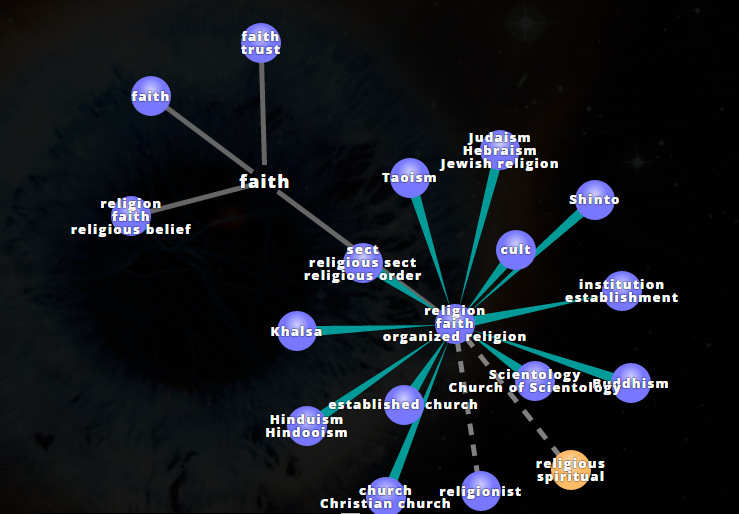 faith
trust
faith
Judaism
Hebraism
Jewish religion
Taoism
faith
Shinto
religion
faith
religious belief
cult
sect
religious sect
religious order
institution
establishment
religion
faith
organized religion
Khalsa
Scientology
Church of Scientology
Buddhism
established church
Hinduism
Hindooism
religious
spiritual
church
Christian church
religionist